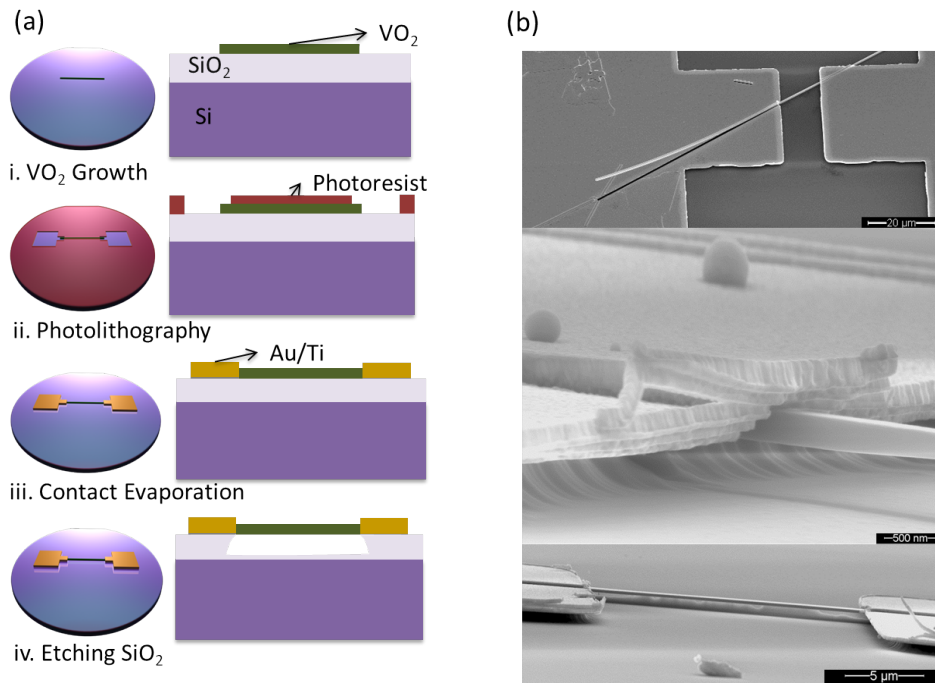 (a)
VO₂
SiO₂
Si
i. VO₂ Growth
Photoresist
ii. Photolithography
Au/Ti
iii. Contact Evaporation
iv. Etching SiO₂
(b)
20 µm
500 nm
5 µm